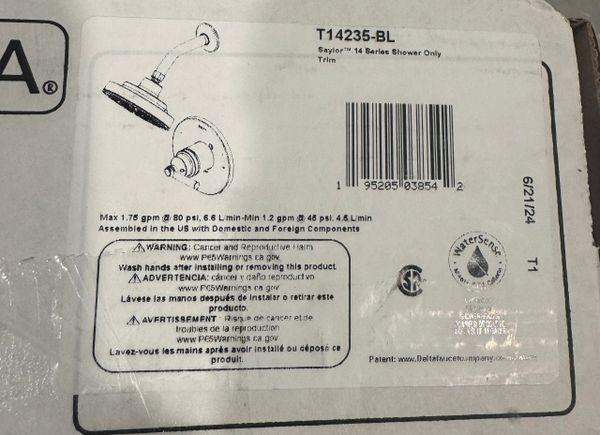 A®
T14235-BL
Saylor™ 14 Series Shower Only
Trim
1 95205 03854 2
6/21/24 T1
Max 1.75 gpm @ 80 psi, 6.6 L/min-Min 1.2 gpm @ 45 psi, 4.5 L/min
Assembled in the US with Domestic and Foreign Components
⚠WARNING: Cancer and Reproductive Harm
www.P65Warnings.ca.gov
Wash hands after installing or removing this product.
⚠ADVERTENCIA: cáncer y daño reproductivo
www.P65Warnings.ca.gov
Lávese las manos después de instalar o retirar este
producto.
⚠AVERTISSEMENT: Risque de cancer et de
troubles de la reproduction
www.P65Warnings.ca.gov
Lavez-vous les mains après avoir installé ou déposé ce
produit.
WaterSense
Patent: www.Deltafaucetcompany.com